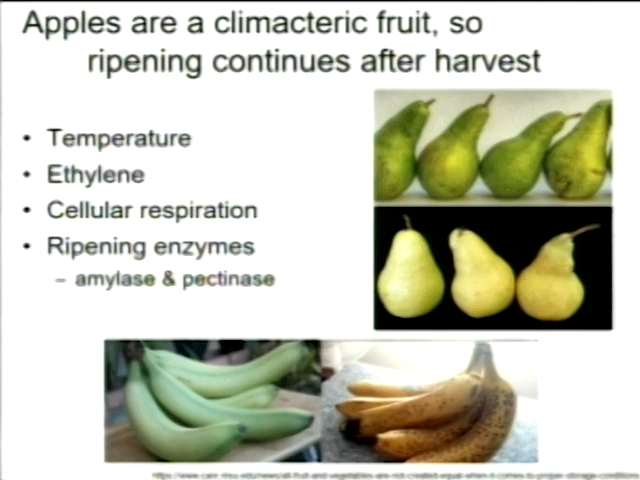 Apples are a climacteric fruit, so
ripening continues after harvest
• Temperature
• Ethylene
• Cellular respiration
• Ripening enzymes
– amylase & pectinase